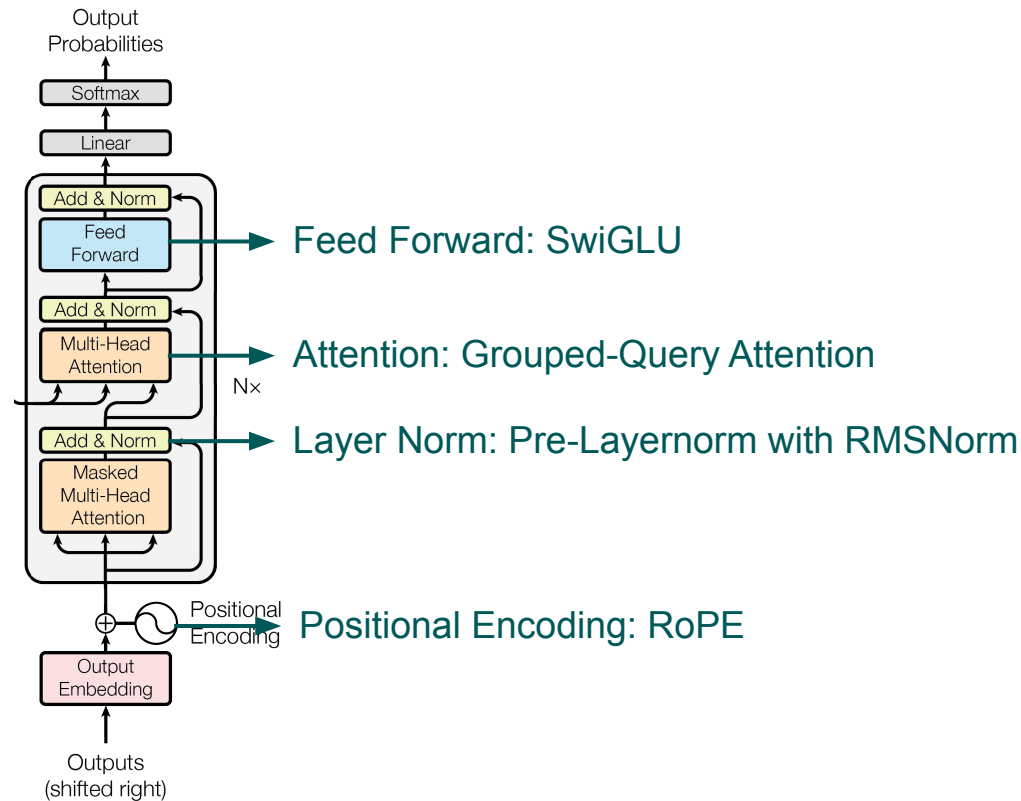 Output
Probabilities
Softmax
Linear
Add & Norm
Feed
Forward
Feed Forward: SwiGLU
Add & Norm
Multi-Head
Attention
Attention: Grouped-Query Attention
N×
Add & Norm
Layer Norm: Pre-Layernorm with RMSNorm
Masked
Multi-Head
Attention
Positional
Encoding
Positional Encoding: RoPE
Output
Embedding
Outputs
(shifted right)